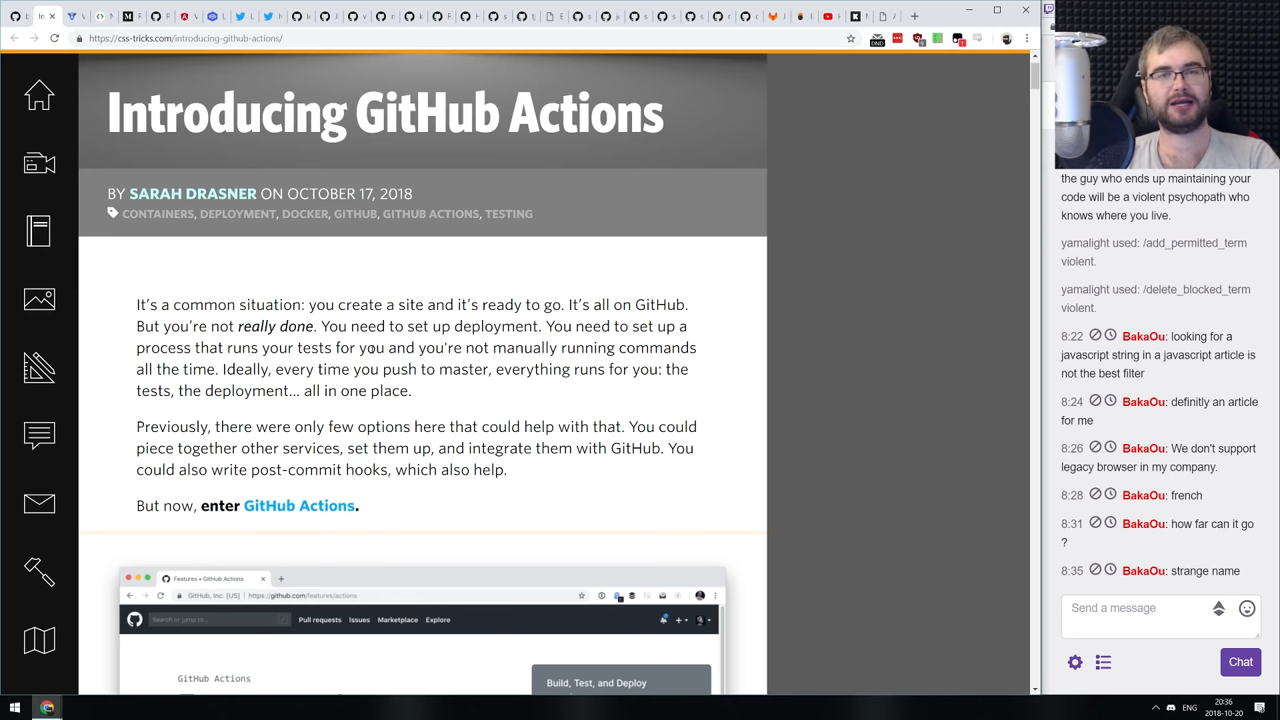 https://css-tricks.com/introducing-github-actions/
DND
Introducing GitHub Actions
BY SARAH DRASNER ON OCTOBER 17, 2018
CONTAINERS, DEPLOYMENT, DOCKER, GITHUB, GITHUB ACTIONS, TESTING
It's a common situation: you create a site and it's ready to go. It's all on GitHub.
But you're not really done. You need to set up deployment. You need to set up a
process that runs your tests for you and you're not manually running commands
all the time. Ideally, every time you push to master, everything runs for you: the
tests, the deployment… all in one place.
Previously, there were only few options here that could help with that. You could
piece together other services, set them up, and integrate them with GitHub. You
could also write post-commit hooks, which also help.
But now, enter GitHub Actions.
Features • GitHub Actions
GitHub, Inc. [US]
https://github.com/features/actions
Search or jump to...
Pull requests Issues Marketplace Explore
GitHub Actions
Build, Test, and Deploy
the guy who ends up maintaining your
code will be a violent psychopath who
knows where you live.
yamalight used: /add_permitted_term
violent.
yamalight used: /delete_blocked_term
violent.
8:22 BakaOu: looking for a
javascript string in a javascript article is
not the best filter
8:24 BakaOu: definitly an article
for me
8:26 BakaOu: We don't support
legacy browser in my company.
8:28 BakaOu: french
8:31 BakaOu: how far can it go
?
8:35 BakaOu: strange name
Send a message
Chat
ENG
20:36
2018-10-20